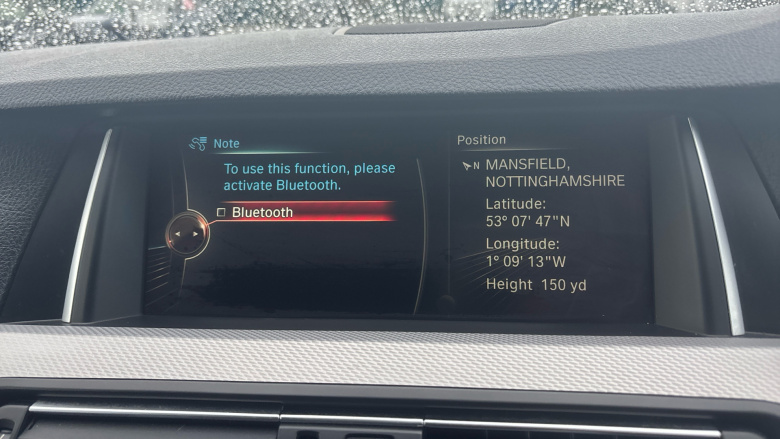 Note
To use this function, please
activate Bluetooth.
Bluetooth
Position
N MANSFIELD,
NOTTINGHAMSHIRE
Latitude:
53° 07' 47"N
Longitude:
1° 09' 13"W
Height 150 yd